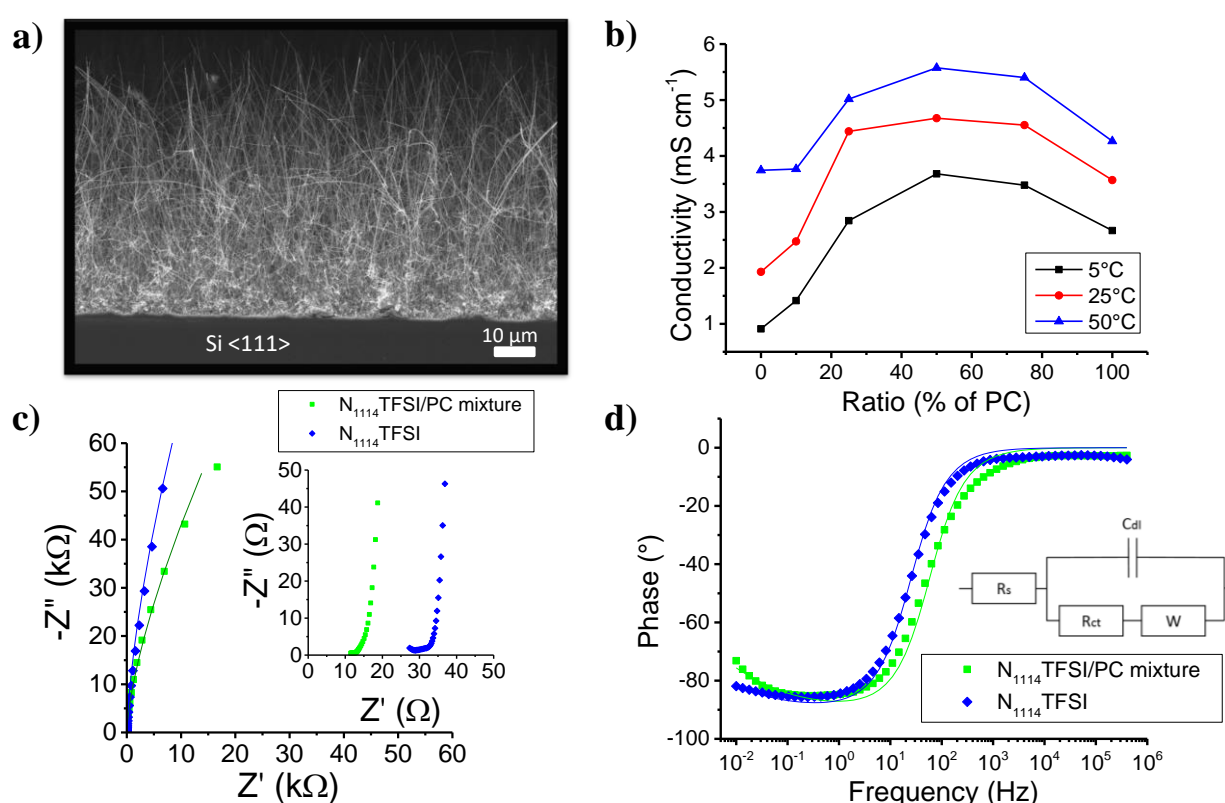 a)
Si <111>
10 µm
b)
Conductivity (mS cm⁻¹)
6
5
4
3
2
1
0 20 40 60 80 100
Ratio (% of PC)
5°C
25°C
50°C
c)
N₁₁₁₄TFSI/PC mixture
N₁₁₁₄TFSI
-Z" (kΩ)
60
50
40
30
20
10
0
0 10 20 30 40 50 60
Z' (kΩ)
-Z" (Ω)
50
40
30
20
10
0
0 10 20 30 40 50
Z' (Ω)
d)
Phase (°)
0
-20
-40
-60
-80
-100
10⁻² 10⁻¹ 10⁰ 10¹ 10² 10³ 10⁴ 10⁵ 10⁶
Frequency (Hz)
Cdl
Rs
Rct
W
N₁₁₁₄TFSI/PC mixture
N₁₁₁₄TFSI